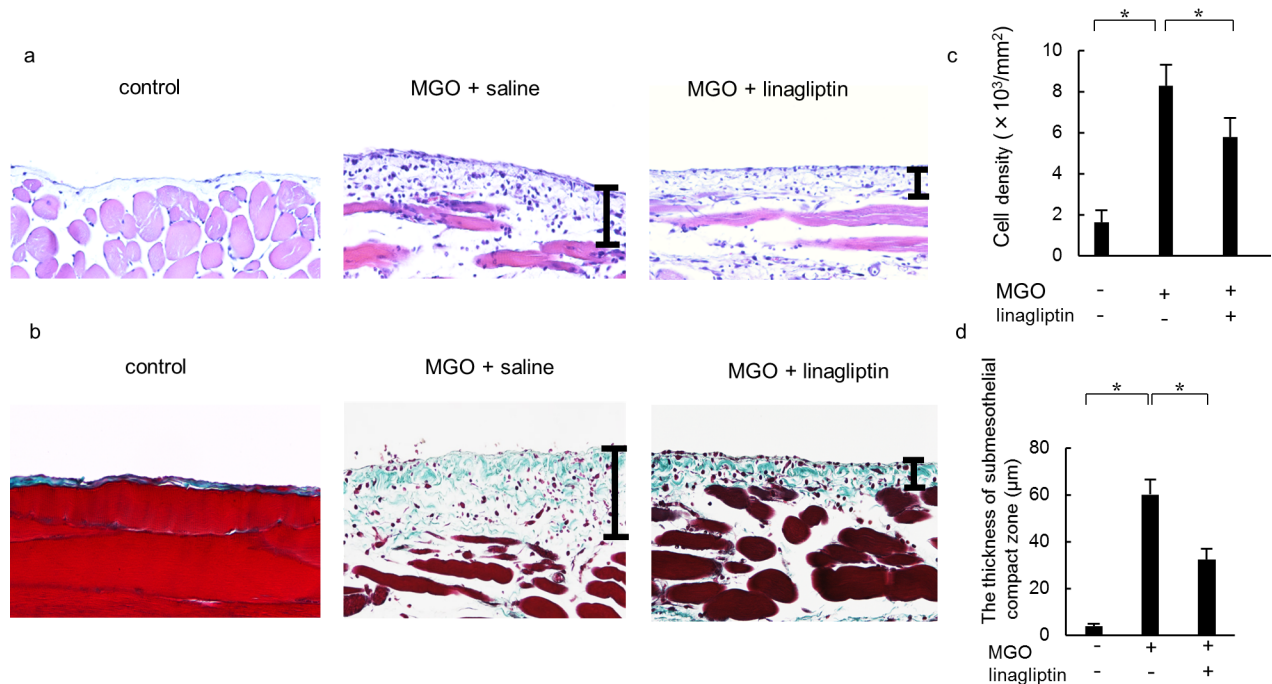 a
control
MGO + saline
MGO + linagliptin
b
control
MGO + saline
MGO + linagliptin
c
* *
Cell density (×10³/mm²)
10
8
6
4
2
0
MGO - + +
linagliptin - - +
d
* *
The thickness of submesothelial
compact zone (μm)
80
60
40
20
0
MGO - + +
linagliptin - - +